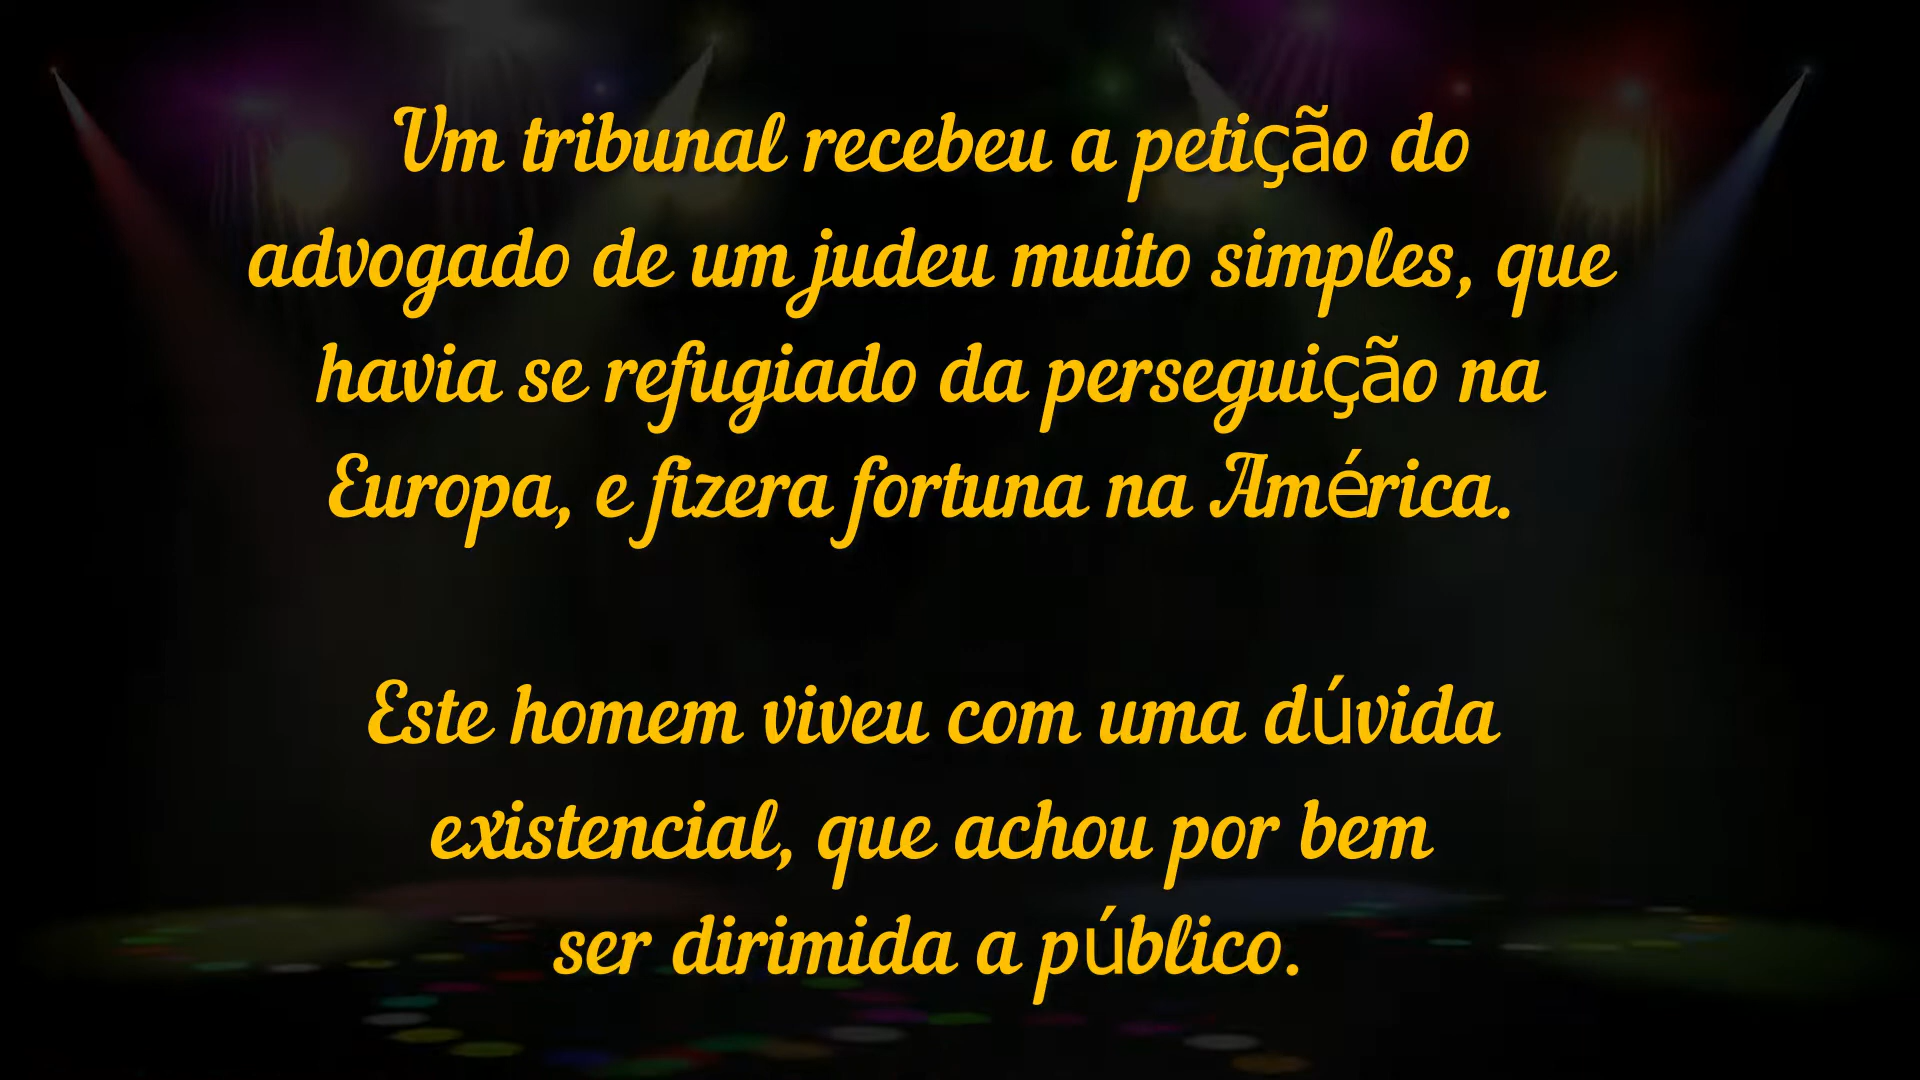 Um tribunal recebeu a petição do
advogado de um judeu muito simples, que
havia se refugiado da perseguição na
Europa, e fizera fortuna na América.
Este homem viveu com uma dúvida
existencial, que achou por bem
ser dirimida a público.